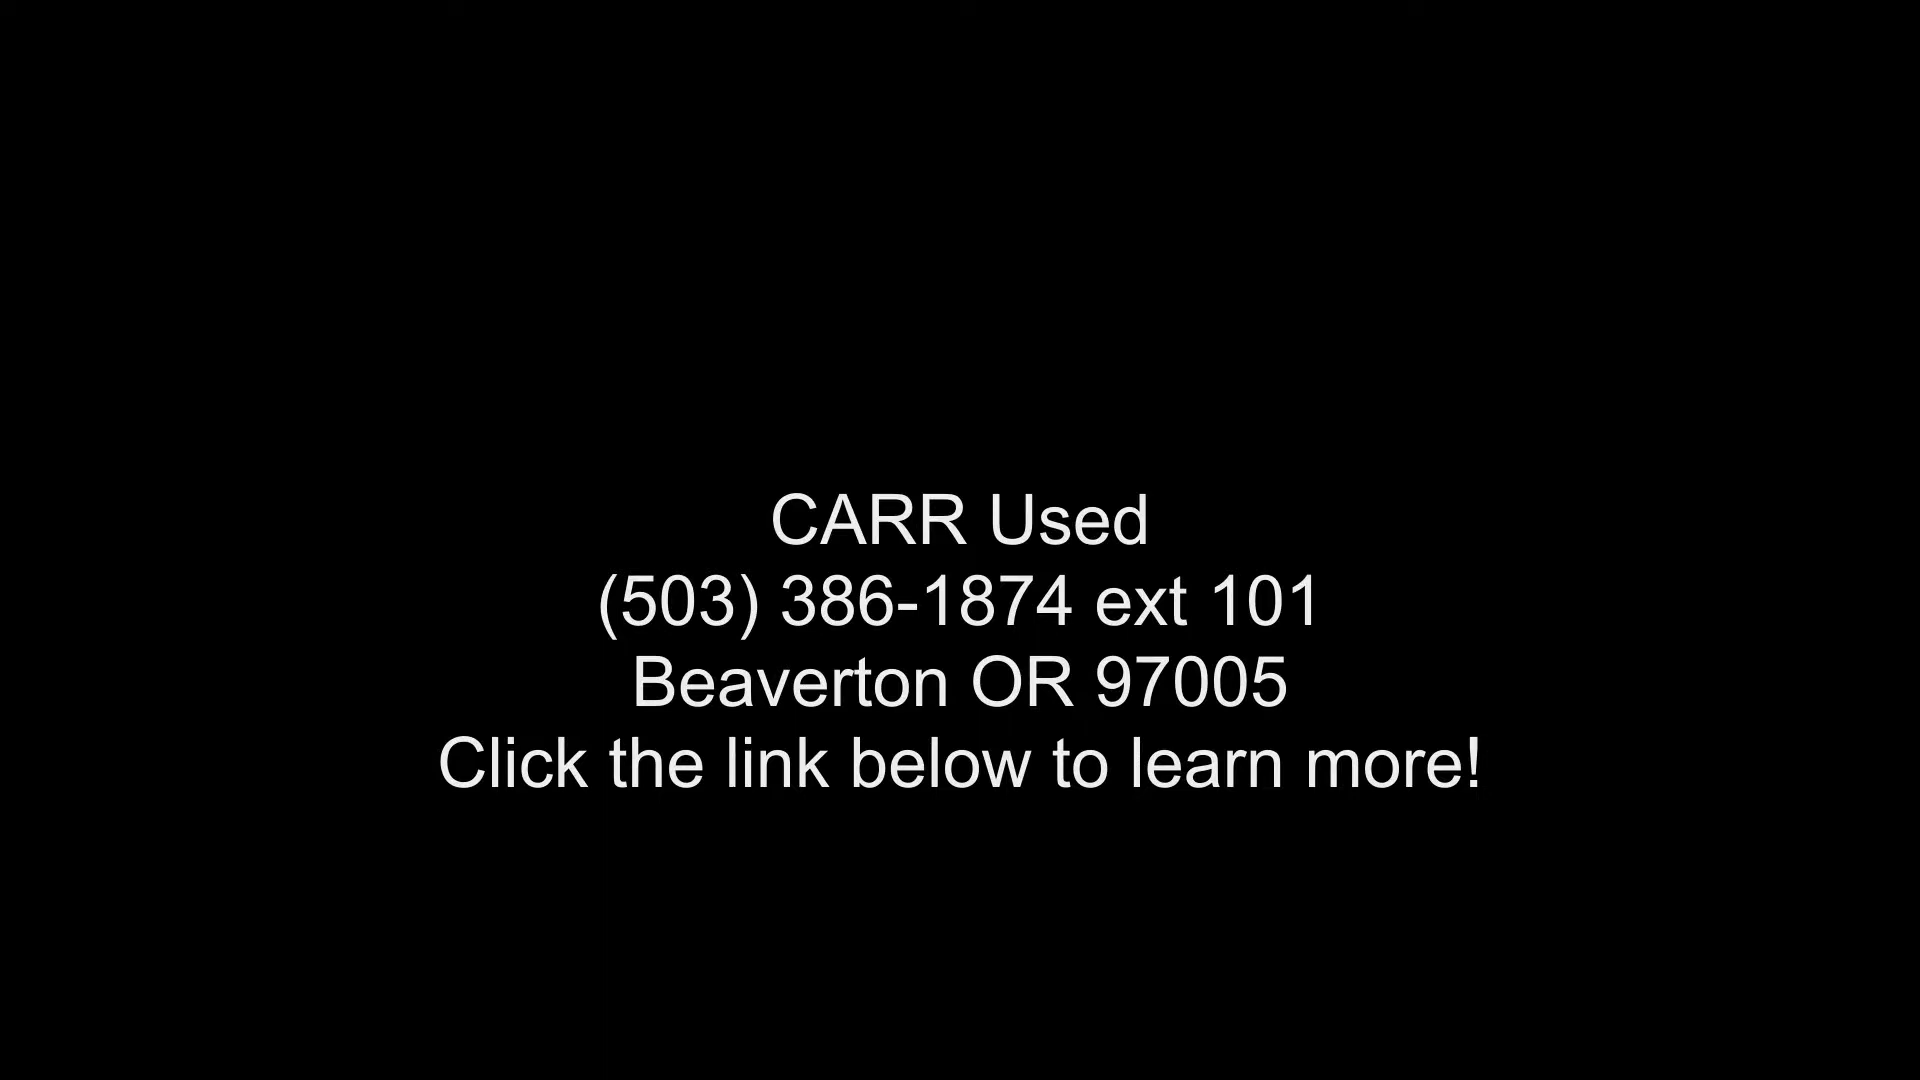 CARR Used
(503) 386-1874 ext 101
Beaverton OR 97005
Click the link below to learn more!